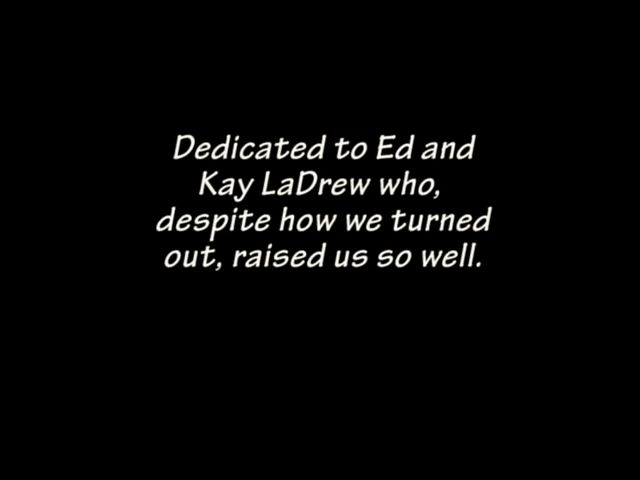 Dedicated to Ed and
Kay LaDrew who,
despite how we turned
out, raised us so well.